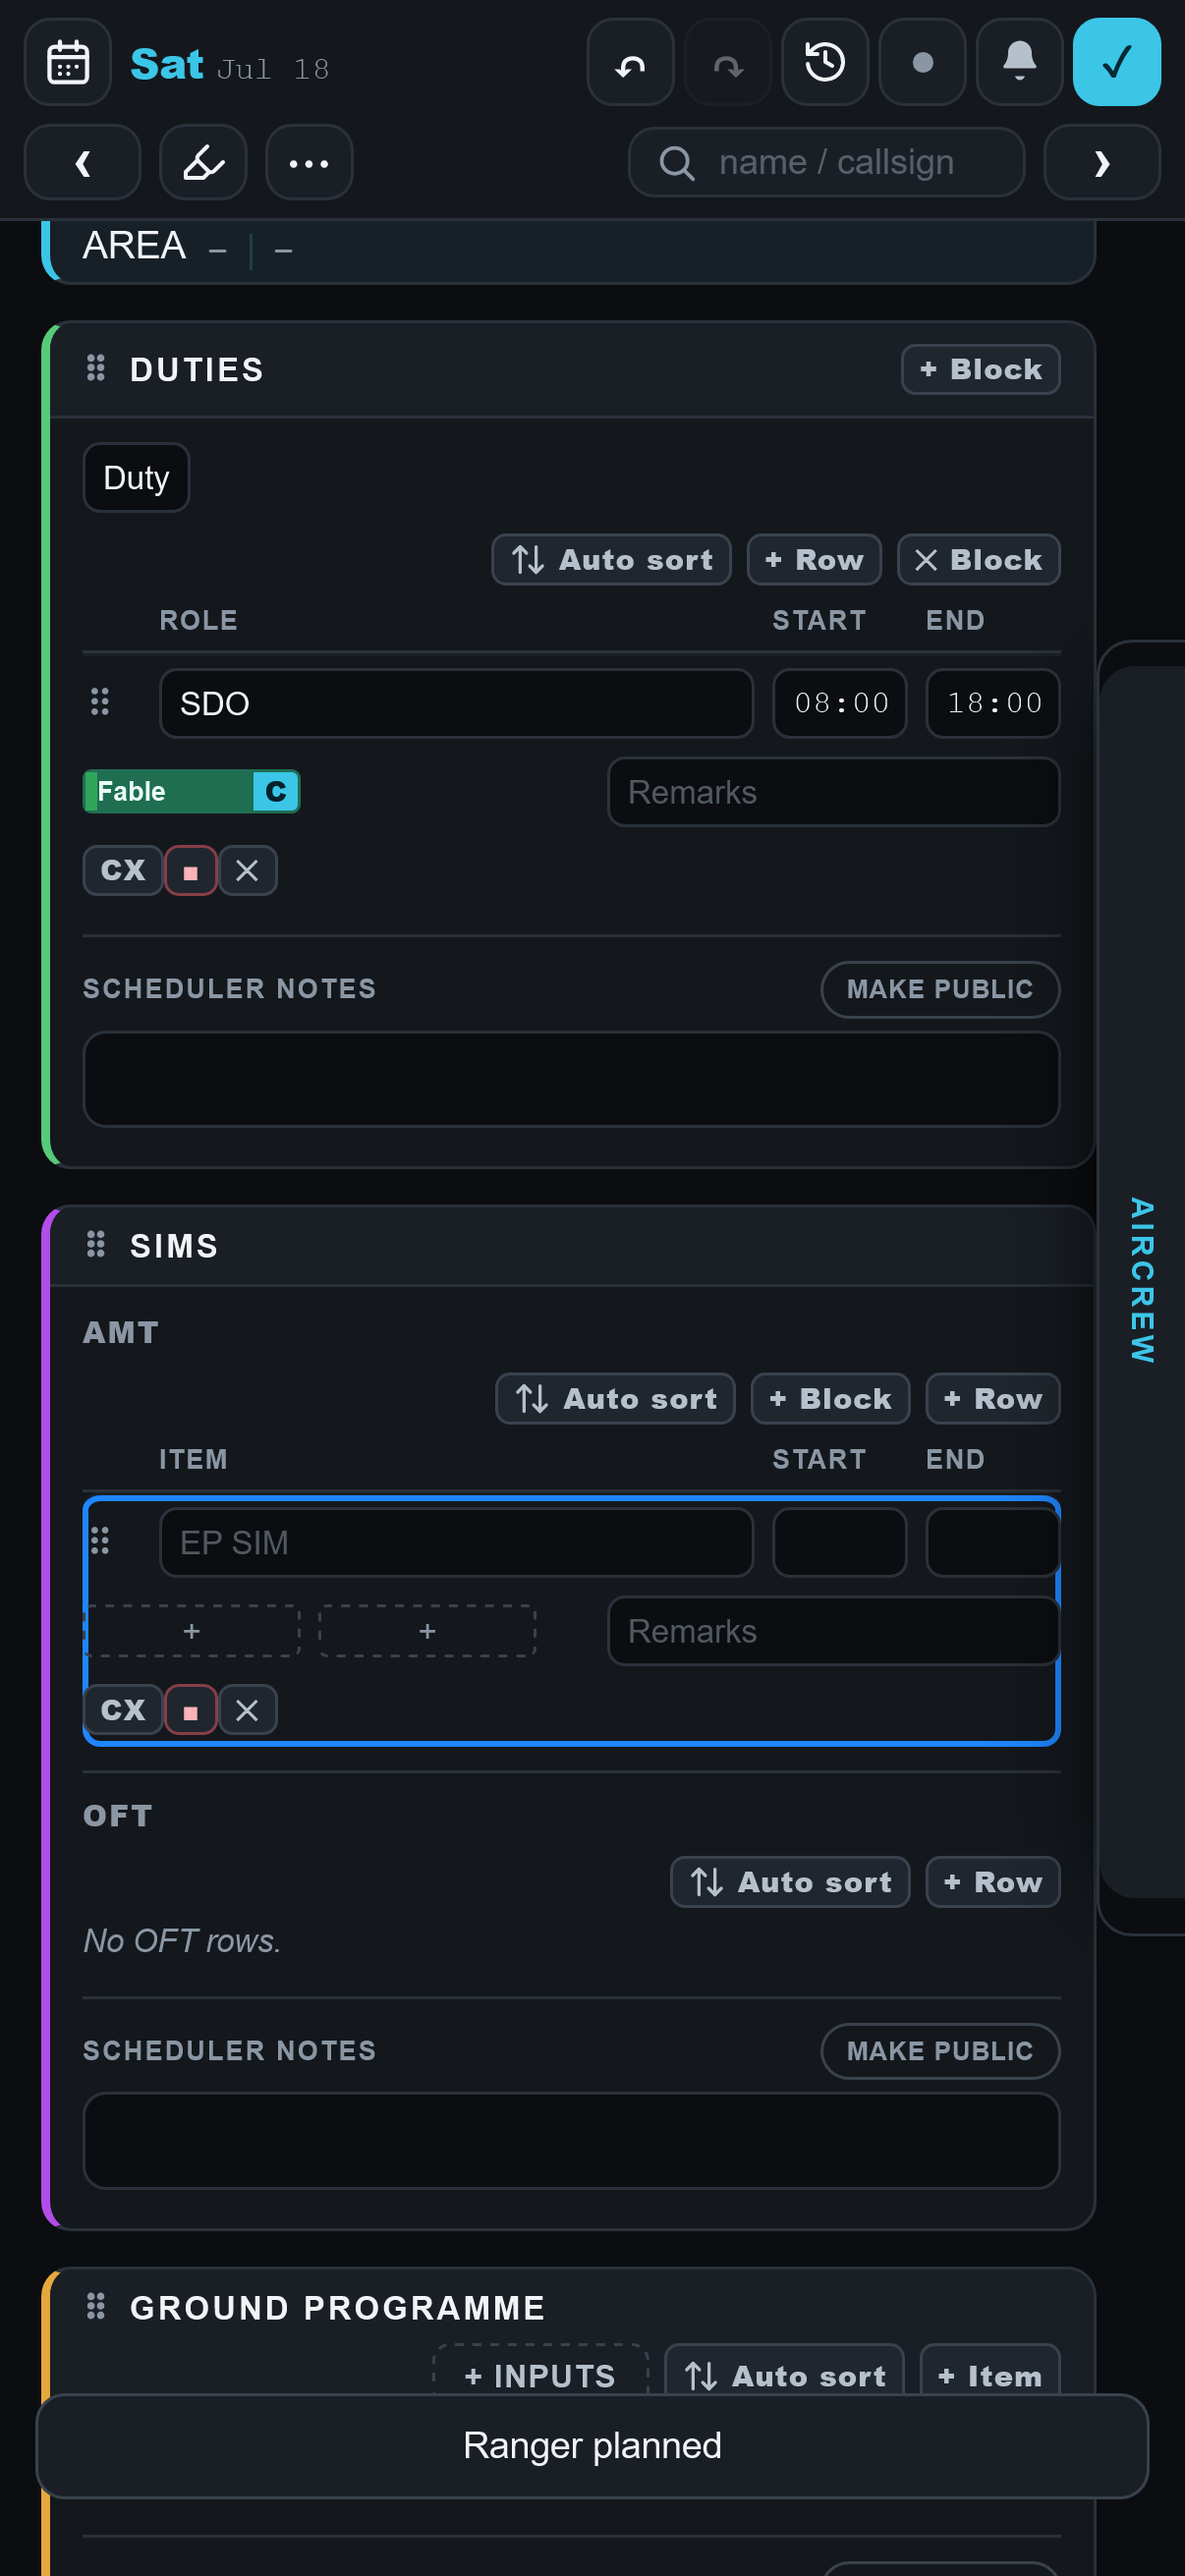 Sat Jul 18
name / callsign
AREA – | –
DUTIES
+ Block
Duty
Auto sort
+ Row
× Block
ROLE START END
SDO 08:00 18:00
Fable C
Remarks
CX
SCHEDULER NOTES
MAKE PUBLIC
SIMS
AMT
Auto sort
+ Block
+ Row
ITEM START END
EP SIM
+ +
Remarks
CX
AIRCREW
OFT
Auto sort
+ Row
No OFT rows.
SCHEDULER NOTES
MAKE PUBLIC
GROUND PROGRAMME
+ INPUTS
Auto sort
+ Item
Ranger planned